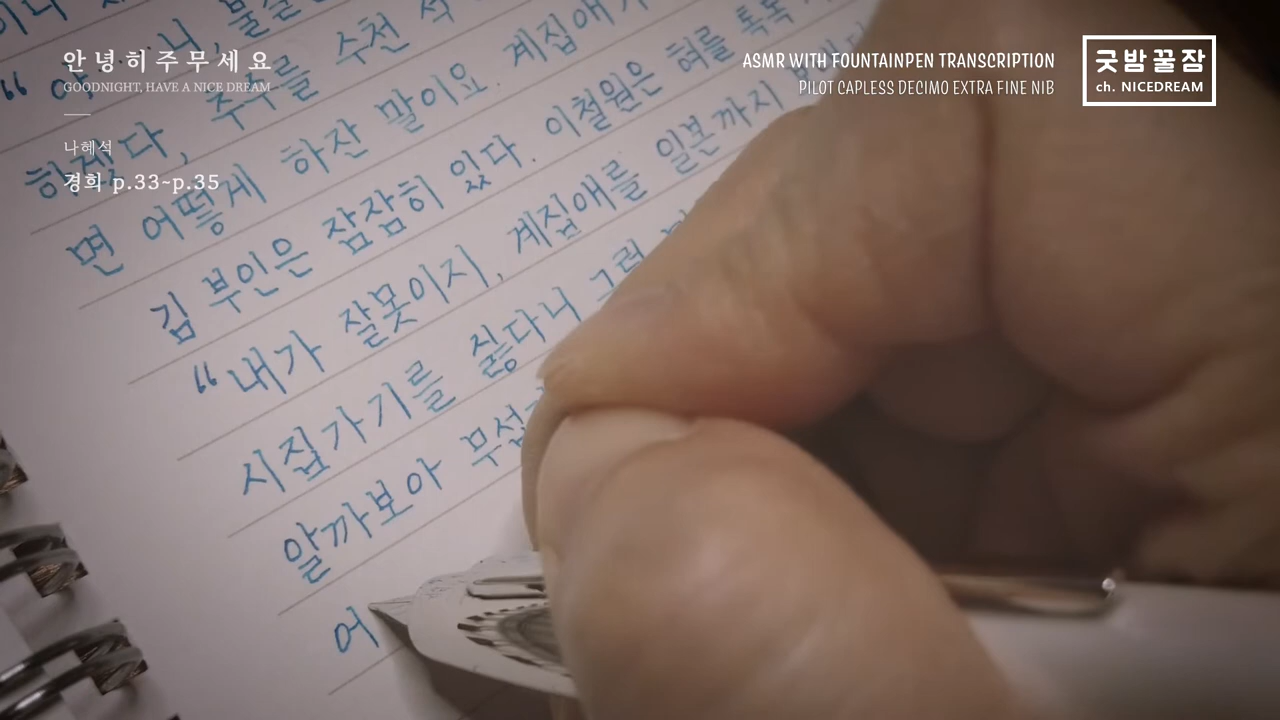 안녕히주무세요
GOODNIGHT, HAVE A NICE DREAM
나혜석
경희 p.33~p.35
ASMR WITH FOUNTAINPEN TRANSCRIPTION
PILOT CAPLESS DECIMO EXTRA FINE NIB
굿밤꿀잠
ch. NICEDREAM
하겠다, 주주를 수천 석
면 어떻게 하잔 말이요. 계집애가
김 부인은 잠잠히 있다. 이철원은 혀를 톡톡
“내가 잘못이지, 계집애를 일본까지
시집가기를 싫다니 그런
알까보아 무섭
어